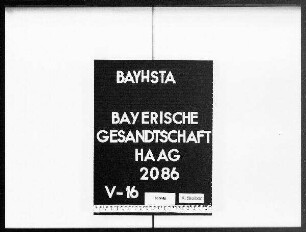 BAYHSTA
BAYERISCHE
GESANDTSCHAFT
HAAG
2086
V-16